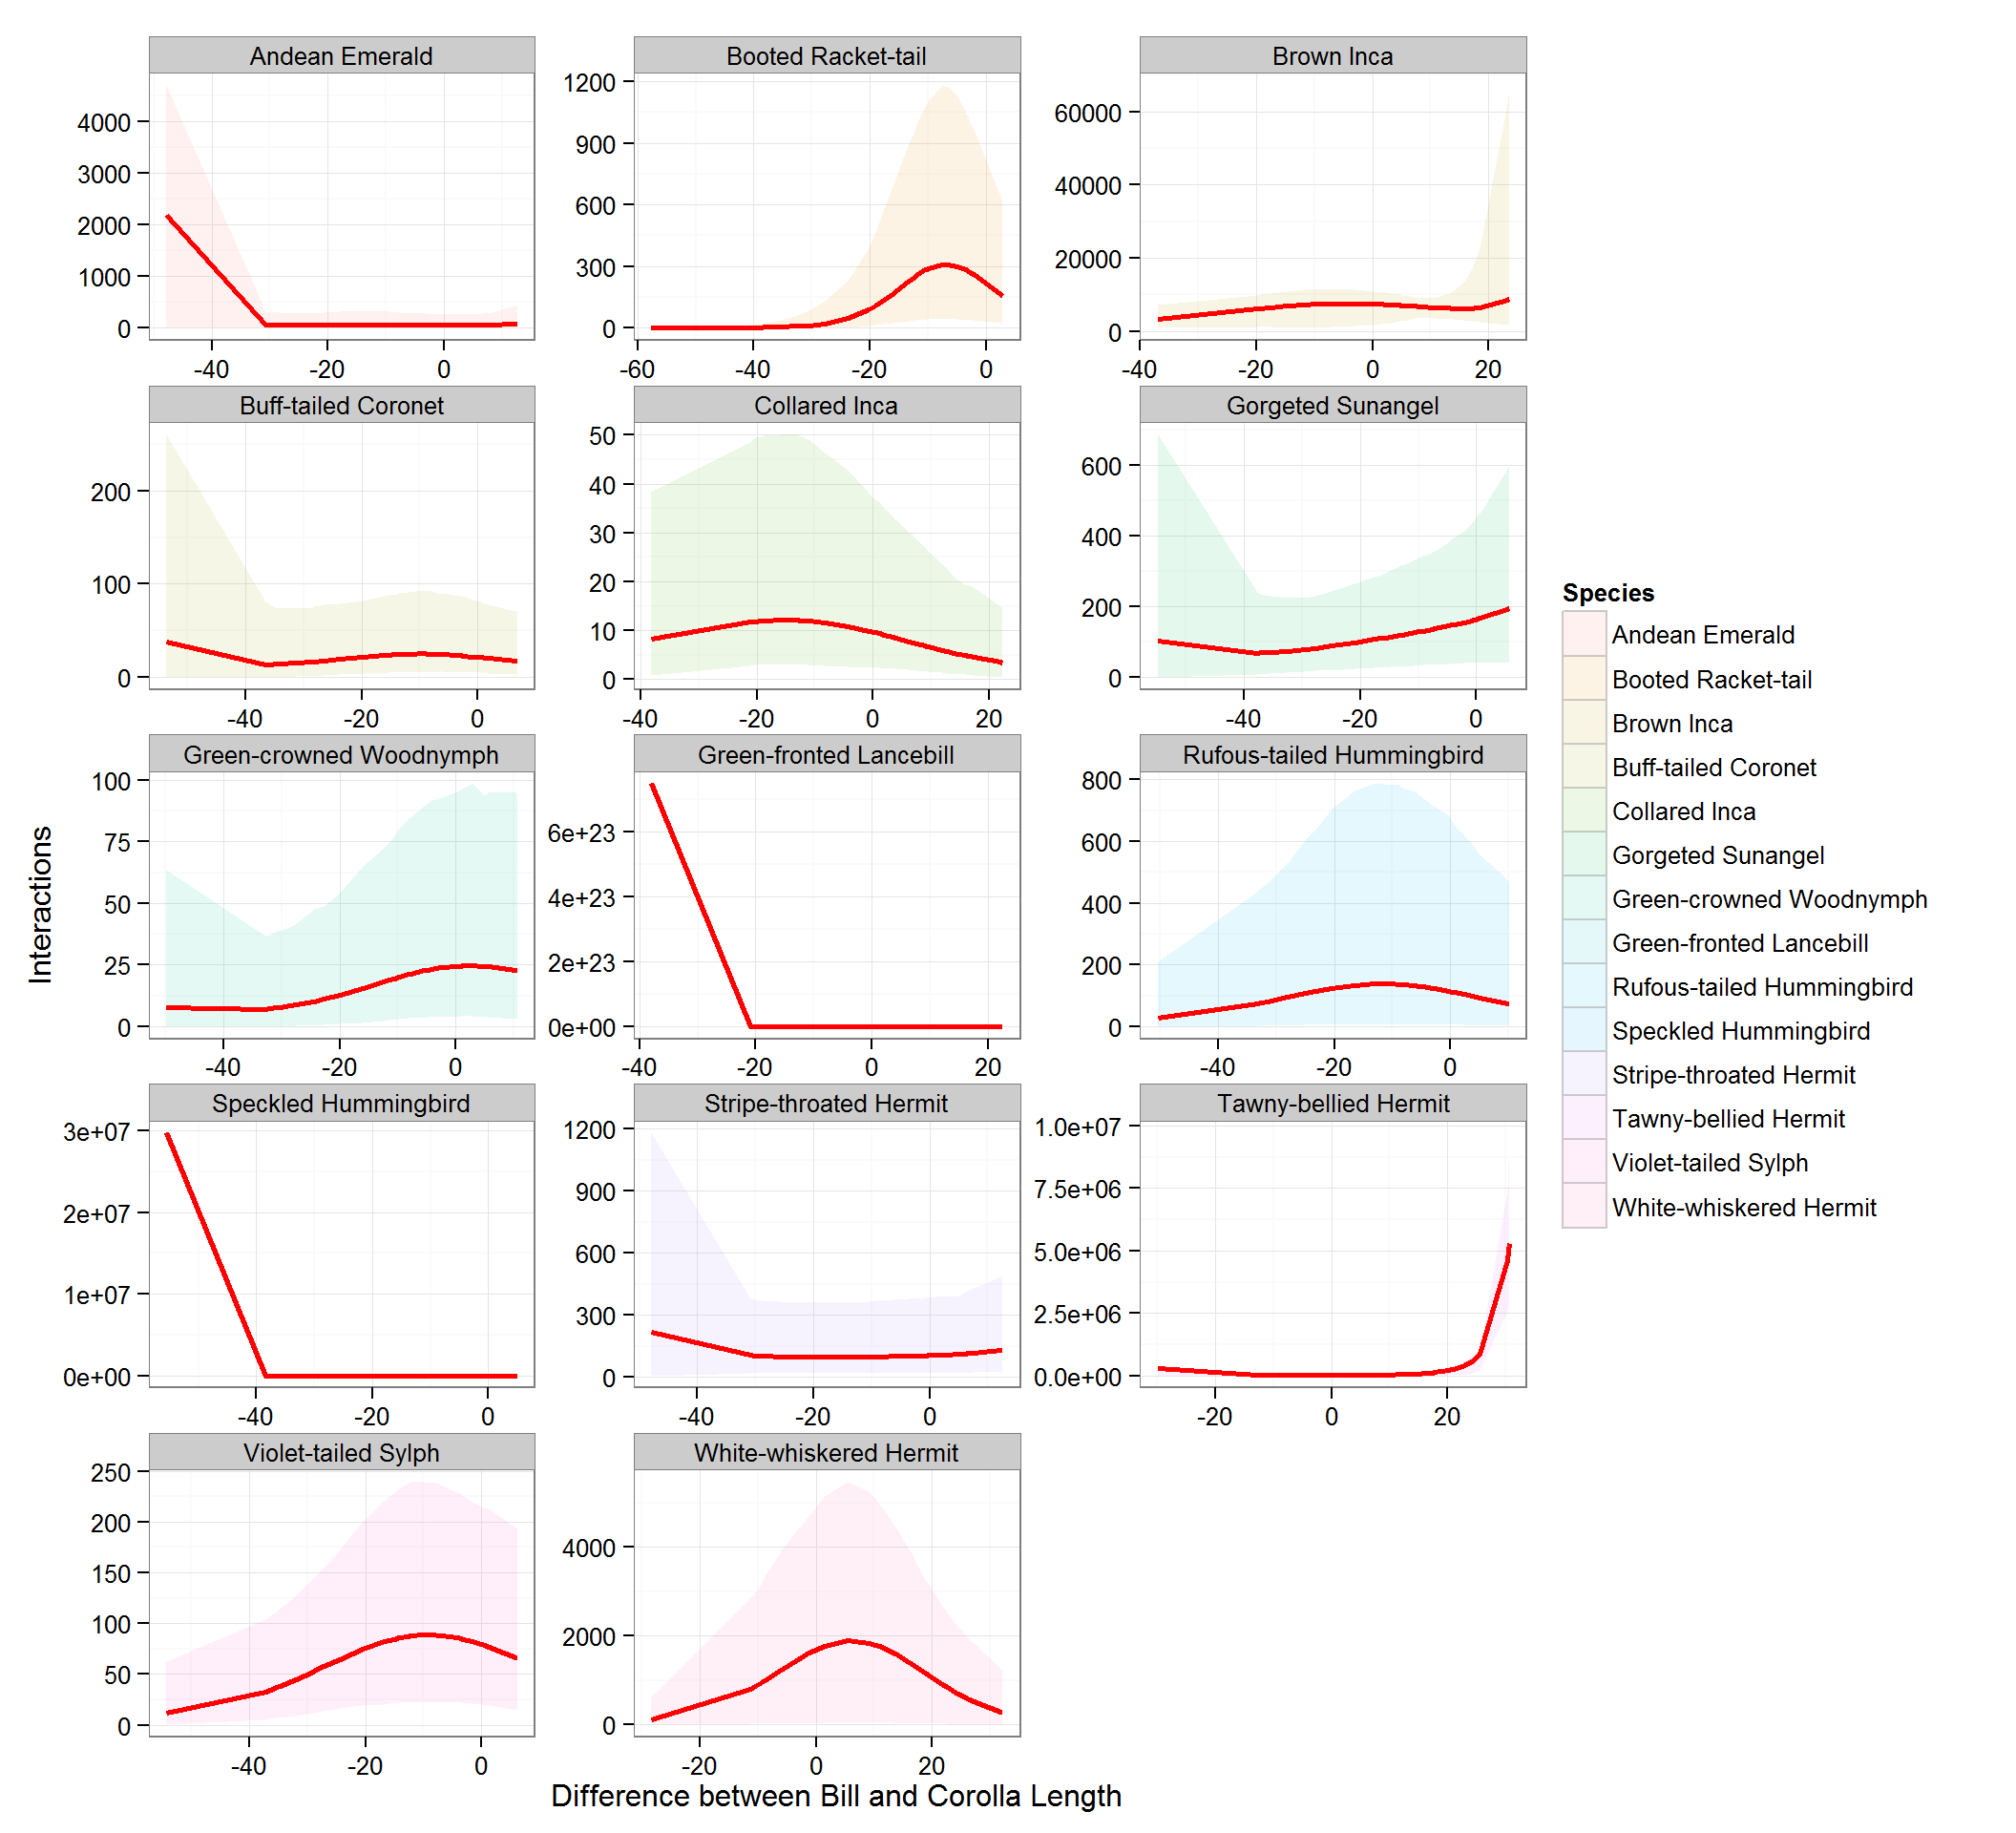 Andean Emerald
Booted Racket-tail
Brown Inca
4000
3000
2000
1000
0
-40
-20
0
1200
900
600
300
0
-60
-40
-20
0
60000
40000
20000
0
-40
-20
0
20
Buff-tailed Coronet
Collared Inca
Gorgeted Sunangel
200
100
0
-40
-20
0
50
40
30
20
10
0
-40
-20
0
20
600
400
200
0
-40
-20
0
Green-crowned Woodnymph
Green-fronted Lancebill
Rufous-tailed Hummingbird
100
75
50
25
0
-40
-20
0
6e+23
4e+23
2e+23
0e+00
-40
-20
0
20
800
600
400
200
0
-40
-20
0
Speckled Hummingbird
Stripe-throated Hermit
Tawny-bellied Hermit
3e+07
2e+07
1e+07
0e+00
-40
-20
0
1200
900
600
300
0
-40
-20
0
1.0e+07
7.5e+06
5.0e+06
2.5e+06
0.0e+00
-20
0
20
Violet-tailed Sylph
White-whiskered Hermit
250
200
150
100
50
0
-40
-20
0
4000
2000
0
-20
0
20
Interactions
Difference between Bill and Corolla Length
Species
Andean Emerald
Booted Racket-tail
Brown Inca
Buff-tailed Coronet
Collared Inca
Gorgeted Sunangel
Green-crowned Woodnymph
Green-fronted Lancebill
Rufous-tailed Hummingbird
Speckled Hummingbird
Stripe-throated Hermit
Tawny-bellied Hermit
Violet-tailed Sylph
White-whiskered Hermit